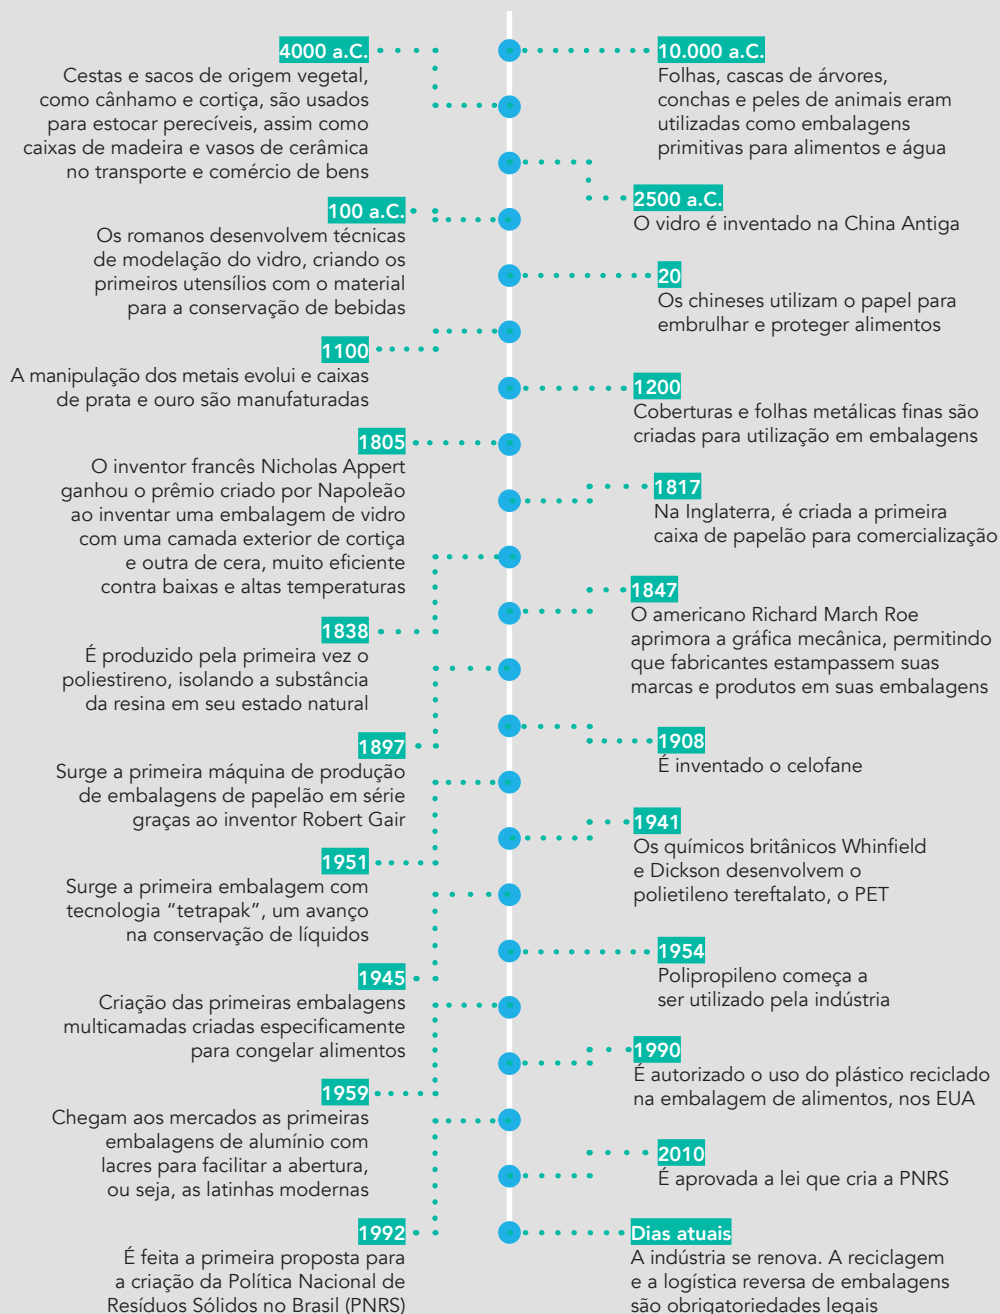 10.000 a.C.
Folhas, cascas de árvores,
conchas e peles de animais eram
utilizadas como embalagens
primitivas para alimentos e água
4000 a.C.
Cestas e sacos de origem vegetal,
como cânhamo e cortiça, são usados
para estocar perecíveis, assim como
caixas de madeira e vasos de cerâmica
no transporte e comércio de bens
2500 a.C.
O vidro é inventado na China Antiga
100 a.C.
Os romanos desenvolvem técnicas
de modelação do vidro, criando os
primeiros utensílios com o material
para a conservação de bebidas
20
Os chineses utilizam o papel para
embrulhar e proteger alimentos
1100
A manipulação dos metais evolui e caixas
de prata e ouro são manufaturadas
1200
Coberturas e folhas metálicas finas são
criadas para utilização em embalagens
1805
O inventor francês Nicholas Appert
ganhou o prêmio criado por Napoleão
ao inventar uma embalagem de vidro
com uma camada exterior de cortiça
e outra de cera, muito eficiente
contra baixas e altas temperaturas
1817
Na Inglaterra, é criada a primeira
caixa de papelão para comercialização
1838
É produzido pela primeira vez o
poliestireno, isolando a substância
da resina em seu estado natural
1847
O americano Richard March Roe
aprimora a gráfica mecânica, permitindo
que fabricantes estampassem suas
marcas e produtos em suas embalagens
1897
Surge a primeira máquina de produção
de embalagens de papelão em série
graças ao inventor Robert Gair
1908
É inventado o celofane
1951
Surge a primeira embalagem com
tecnologia “tetrapak”, um avanço
na conservação de líquidos
1941
Os químicos britânicos Whinfield
e Dickson desenvolvem o
polietileno tereftalato, o PET
1945
Criação das primeiras embalagens
multicamadas criadas especificamente
para congelar alimentos
1954
Polipropileno começa a
ser utilizado pela indústria
1959
Chegam aos mercados as primeiras
embalagens de alumínio com
lacres para facilitar a abertura,
ou seja, as latinhas modernas
1990
É autorizado o uso do plástico reciclado
na embalagem de alimentos, nos EUA
1992
É feita a primeira proposta para
a criação da Política Nacional de
Resíduos Sólidos no Brasil (PNRS)
2010
É aprovada a lei que cria a PNRS
Dias atuais
A indústria se renova. A reciclagem
e a logística reversa de embalagens
são obrigatoriedades legais